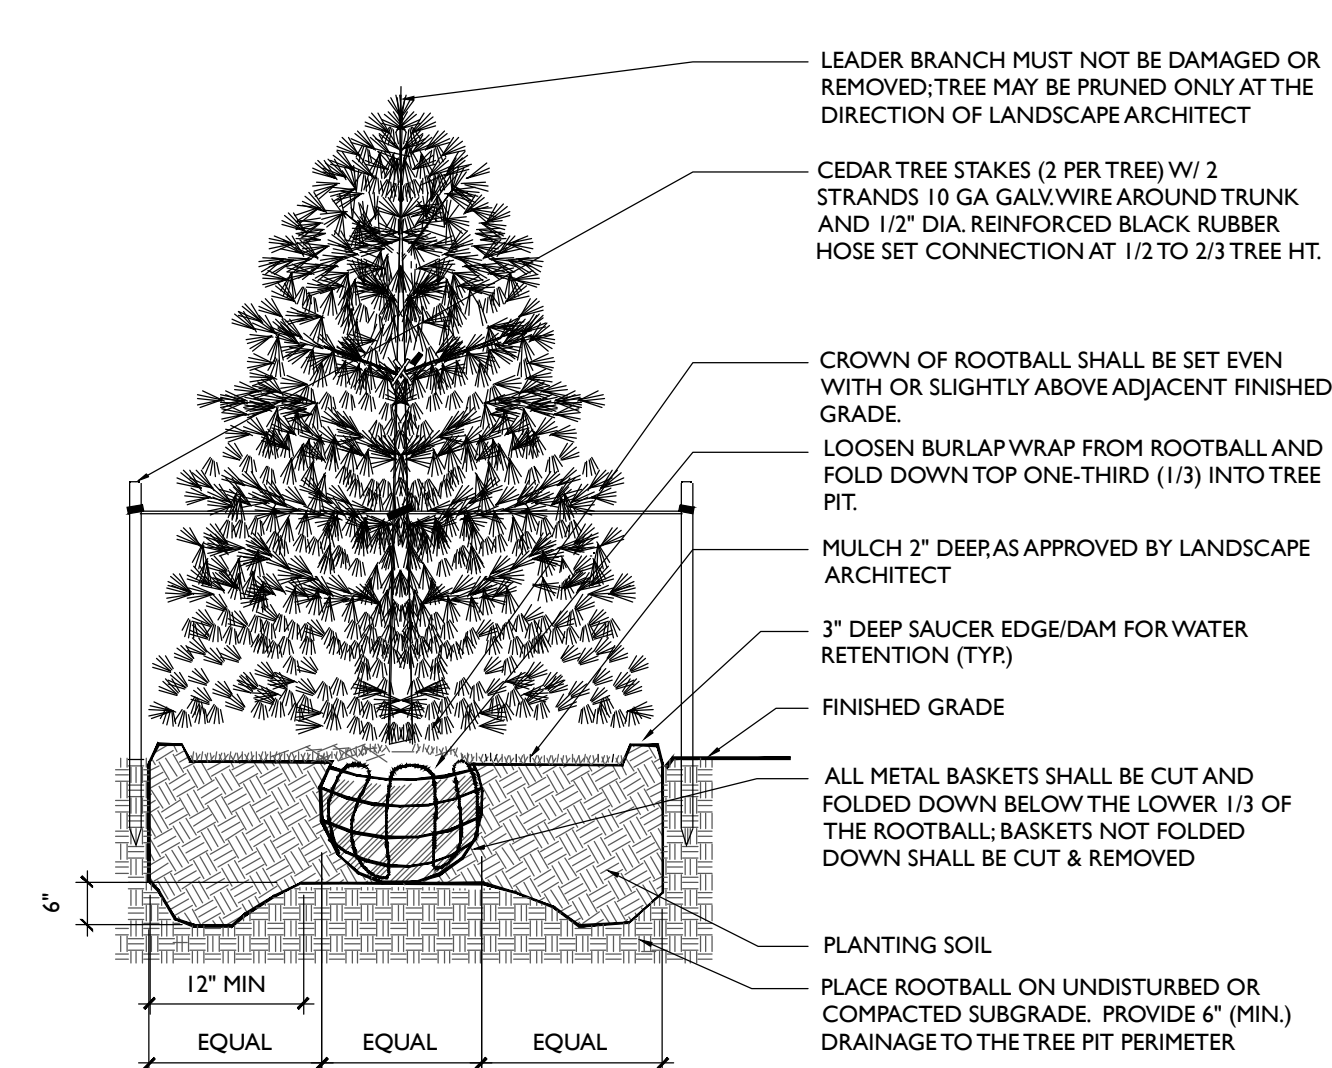 LEADER BRANCH MUST NOT BE DAMAGED OR
REMOVED; TREE MAY BE PRUNED ONLY AT THE
DIRECTION OF LANDSCAPE ARCHITECT
CEDAR TREE STAKES (2 PER TREE) W/ 2
STRANDS 10 GA GALV. WIRE AROUND TRUNK
AND 1/2" DIA. REINFORCED BLACK RUBBER
HOSE SET CONNECTION AT 1/2 TO 2/3 TREE HT.
CROWN OF ROOTBALL SHALL BE SET EVEN
WITH OR SLIGHTLY ABOVE ADJACENT FINISHED
GRADE.
LOOSEN BURLAP WRAP FROM ROOTBALL AND
FOLD DOWN TOP ONE-THIRD (1/3) INTO TREE
PIT.
MULCH 2" DEEP, AS APPROVED BY LANDSCAPE
ARCHITECT
3" DEEP SAUCER EDGE/DAM FOR WATER
RETENTION (TYP.)
FINISHED GRADE
ALL METAL BASKETS SHALL BE CUT AND
FOLDED DOWN BELOW THE LOWER 1/3 OF
THE ROOTBALL; BASKETS NOT FOLDED
DOWN SHALL BE CUT & REMOVED
PLANTING SOIL
PLACE ROOTBALL ON UNDISTURBED OR
COMPACTED SUBGRADE. PROVIDE 6" (MIN.)
DRAINAGE TO THE TREE PIT PERIMETER
6"
12" MIN
EQUAL EQUAL EQUAL